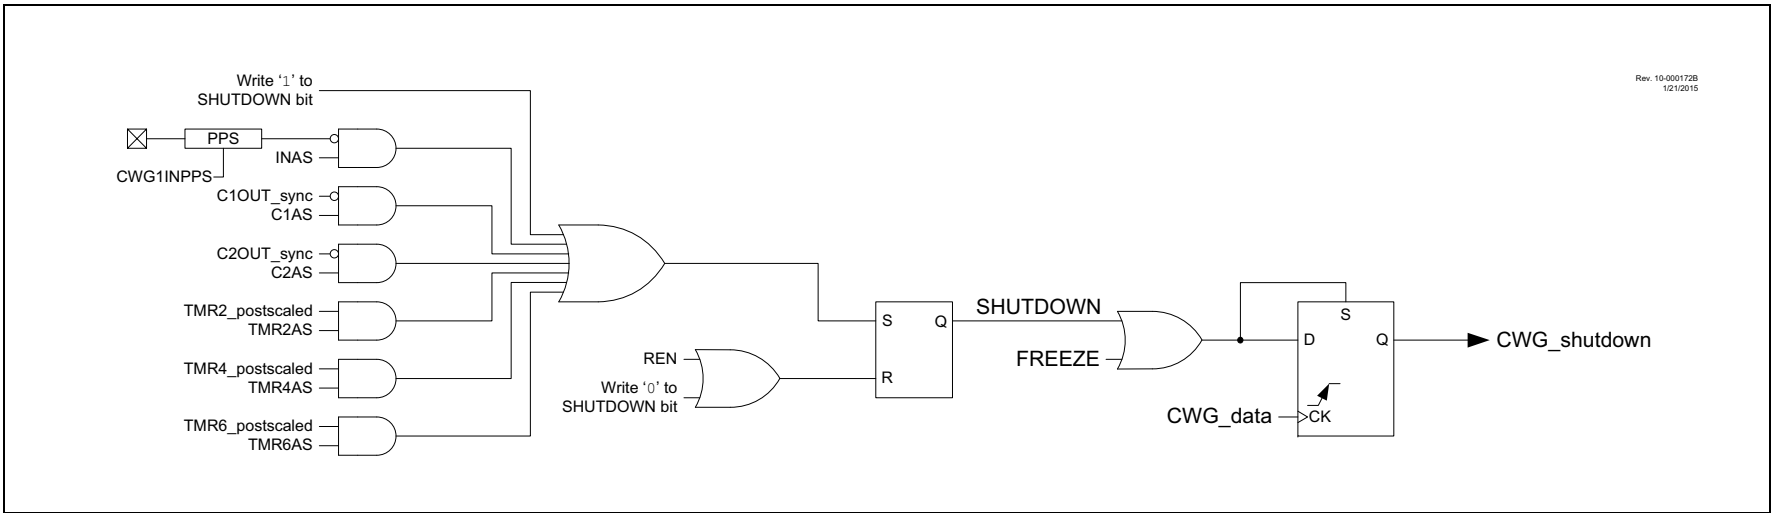 Write ‘1’ to
SHUTDOWN bit
Rev. 10-000172B
1/21/2015
PPS
INAS
CWG1INPPS
C1OUT_sync
C1AS
C2OUT_sync
C2AS
TMR2_postscaled
TMR2AS
TMR4_postscaled
TMR4AS
TMR6_postscaled
TMR6AS
REN
Write ‘0’ to
SHUTDOWN bit
S
Q
R
SHUTDOWN
FREEZE
S
D
Q
CK
CWG_data
CWG_shutdown